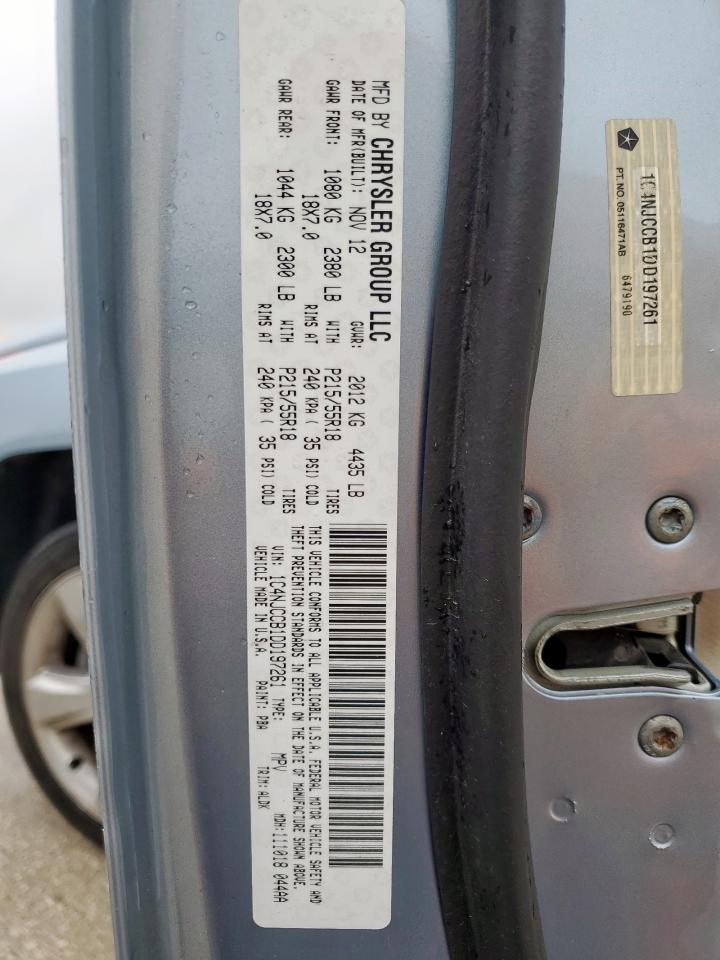 MFD BY CHRYSLER GROUP LLC
DATE OF MFR(BUILT): NOV 12 GVWR: 2012 KG 4435 LB
GAWR FRONT: 1080 KG 2380 LB WITH P215/55R18 TIRES
18X7.0 RIMS AT 240 KPA ( 35 PSI) COLD
GAWR REAR: 1044 KG 2300 LB WITH P215/55R18 TIRES
18X7.0 RIMS AT 240 KPA ( 35 PSI) COLD
THIS VEHICLE CONFORMS TO ALL APPLICABLE U.S.A. FEDERAL MOTOR VEHICLE SAFETY AND
THEFT PREVENTION STANDARDS IN EFFECT ON THE DATE OF MANUFACTURE SHOWN ABOVE.
VIN: 1C4NJCCB1DD197261 TYPE: MPV MDH:111018 044AA
VEHICLE MADE IN U.S.A. PAINT: PBA TRIM:ALDX
1C4NJCCB1DD197261
PT. NO. 05116471AB 6479190